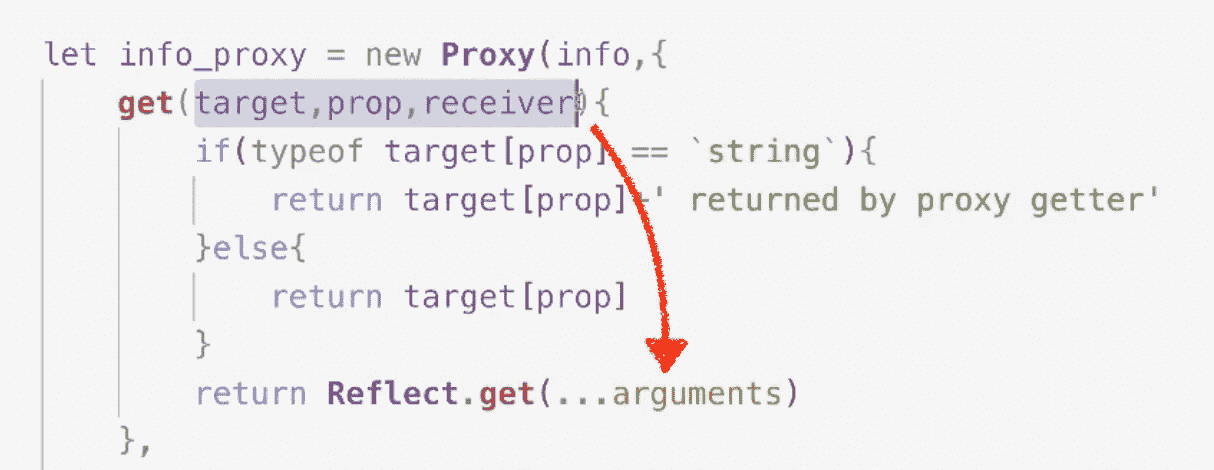 let info_proxy = new Proxy(info,{
get(target,prop,receiver){
if(typeof target[prop] == `string`){
return target[prop]+' returned by proxy getter'
}else{
return target[prop]
}
return Reflect.get(...arguments)
},